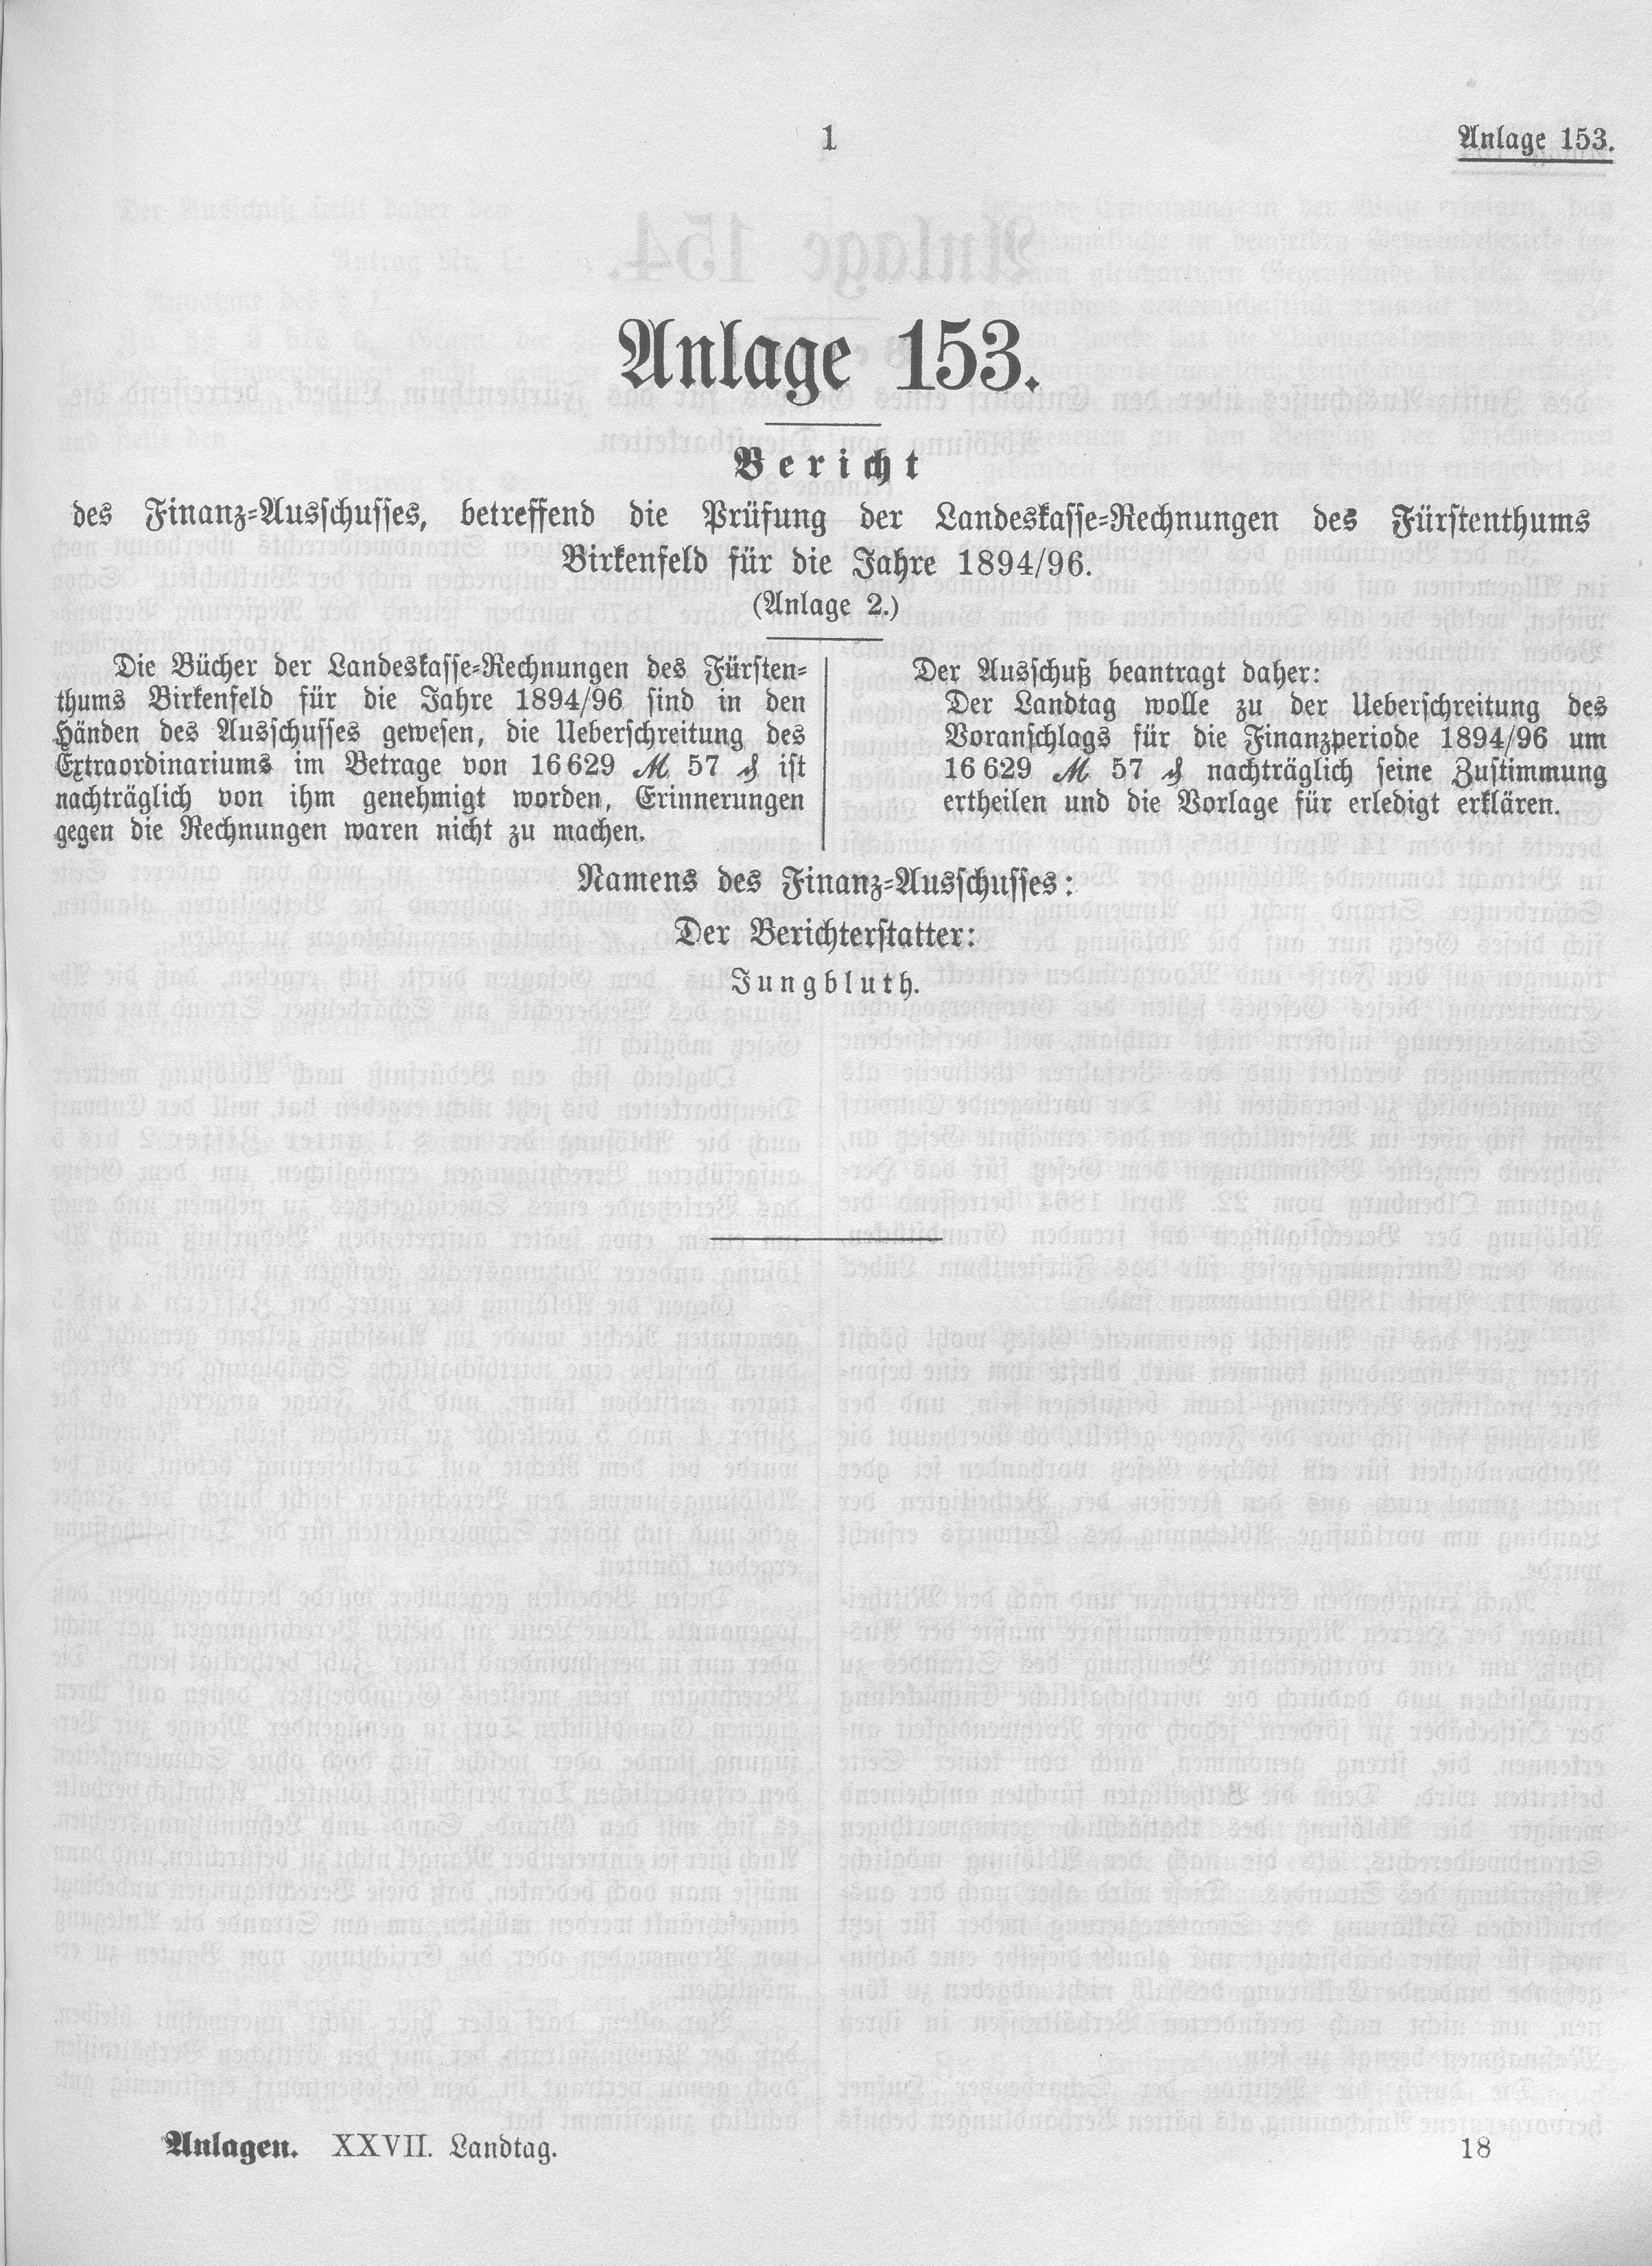 1
Anlage 153.
Anlage 153.
Bericht
des Finanz-Ausschusses, betreffend die Prüfung der Landeskasse-Rechnungen des Fürstenthums
Birkenfeld für die Jahre 1894/96.
(Anlage 2.)
Die Bücher der Landeskasse-Rechnungen des Fürsten-
thums Birkenfeld für die Jahre 1894/96 sind in den
Händen des Ausschusses gewesen, die Ueberschreitung des
Extraordinariums im Betrage von 16 629 ℳ 57 ₰ ist
nachträglich von ihm genehmigt worden, Erinnerungen
gegen die Rechnungen waren nicht zu machen.
Der Ausschuß beantragt daher:
Der Landtag wolle zu der Ueberschreitung des
Voranschlags für die Finanzperiode 1894/96 um
16 629 ℳ 57 ₰ nachträglich seine Zustimmung
ertheilen und die Vorlage für erledigt erklären.
Namens des Finanz-Ausschusses:
Der Berichterstatter:
Jungbluth.
Anlagen. XXVII. Landtag.
18